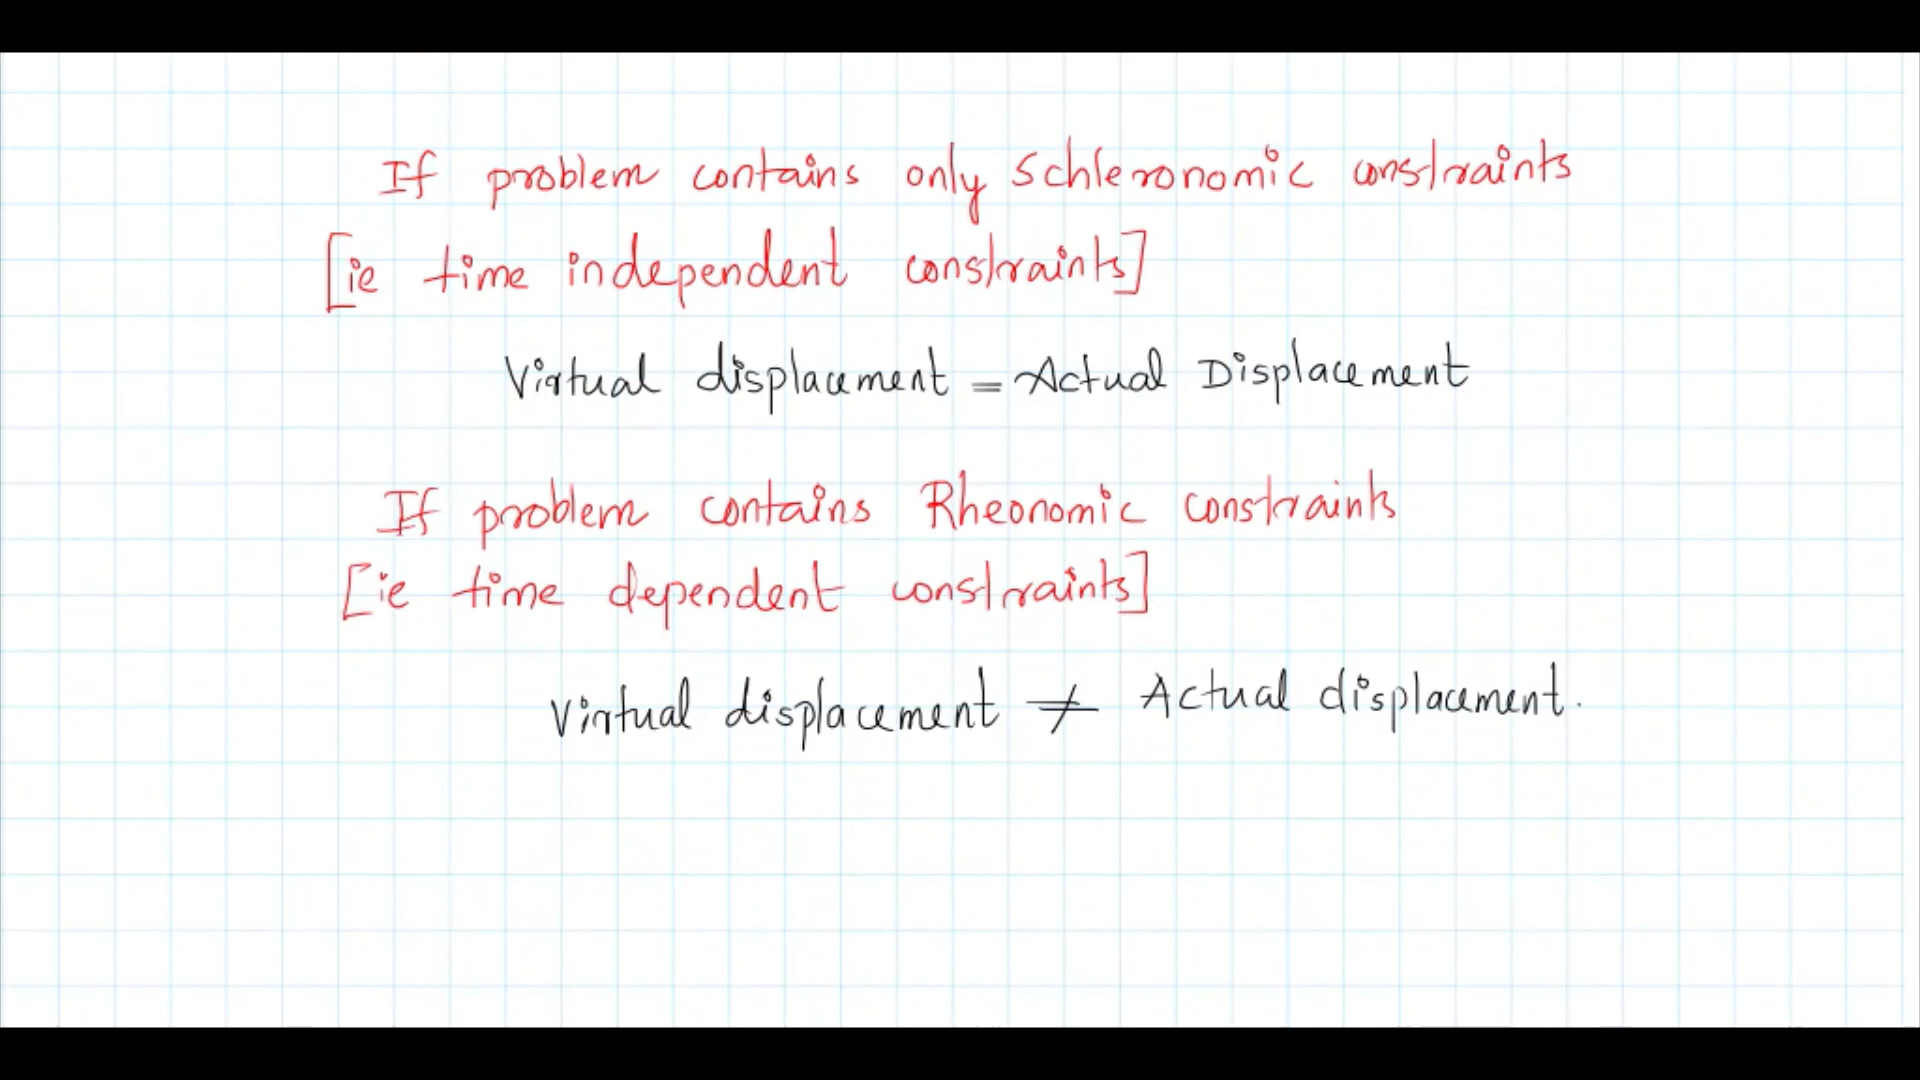 If problem contains only Schleronomic constraints
[ie time independent constraints]
Virtual displacement = Actual Displacement
If problem contains Rheonomic constraints
[ie time dependent constraints]
Virtual displacement ≠ Actual displacement.